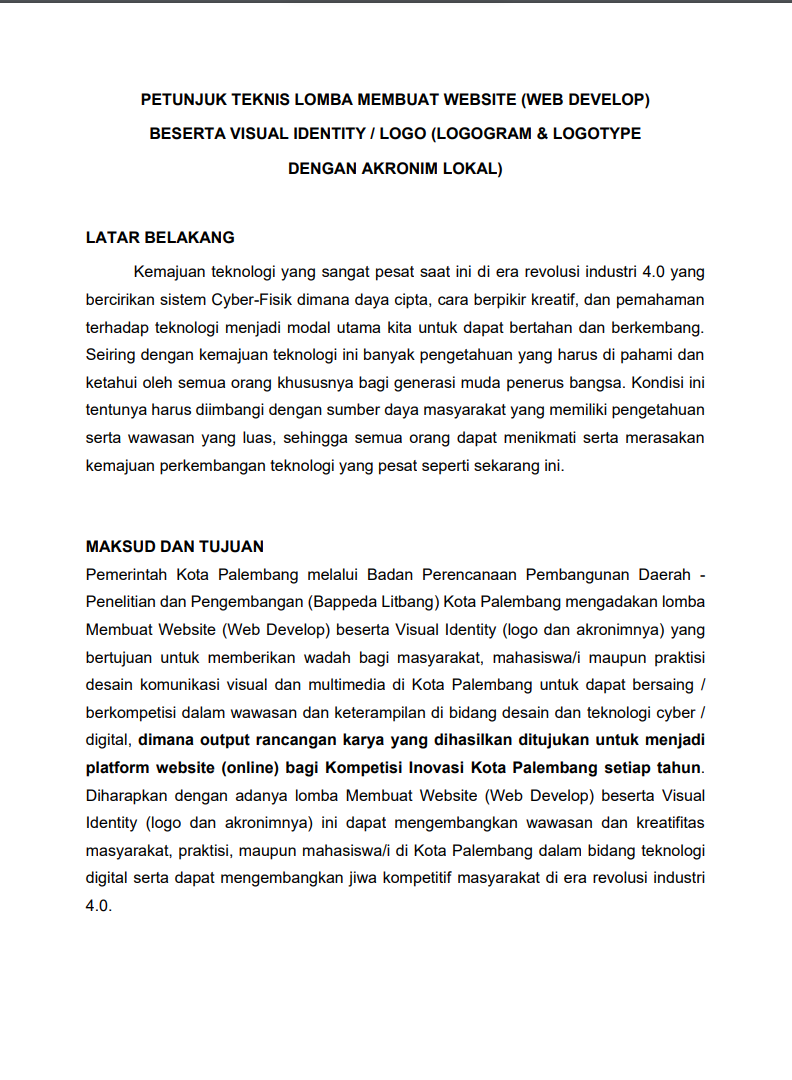 PETUNJUK TEKNIS LOMBA MEMBUAT WEBSITE (WEB DEVELOP)
BESERTA VISUAL IDENTITY / LOGO (LOGOGRAM & LOGOTYPE
DENGAN AKRONIM LOKAL)
LATAR BELAKANG
Kemajuan teknologi yang sangat pesat saat ini di era revolusi industri 4.0 yang
bercirikan sistem Cyber-Fisik dimana daya cipta, cara berpikir kreatif, dan pemahaman
terhadap teknologi menjadi modal utama kita untuk dapat bertahan dan berkembang.
Seiring dengan kemajuan teknologi ini banyak pengetahuan yang harus di pahami dan
ketahui oleh semua orang khususnya bagi generasi muda penerus bangsa. Kondisi ini
tentunya harus diimbangi dengan sumber daya masyarakat yang memiliki pengetahuan
serta wawasan yang luas, sehingga semua orang dapat menikmati serta merasakan
kemajuan perkembangan teknologi yang pesat seperti sekarang ini.
MAKSUD DAN TUJUAN
Pemerintah Kota Palembang melalui Badan Perencanaan Pembangunan Daerah -
Penelitian dan Pengembangan (Bappeda Litbang) Kota Palembang mengadakan lomba
Membuat Website (Web Develop) beserta Visual Identity (logo dan akronimnya) yang
bertujuan untuk memberikan wadah bagi masyarakat, mahasiswa/i maupun praktisi
desain komunikasi visual dan multimedia di Kota Palembang untuk dapat bersaing /
berkompetisi dalam wawasan dan keterampilan di bidang desain dan teknologi cyber /
digital, dimana output rancangan karya yang dihasilkan ditujukan untuk menjadi
platform website (online) bagi Kompetisi Inovasi Kota Palembang setiap tahun.
Diharapkan dengan adanya lomba Membuat Website (Web Develop) beserta Visual
Identity (logo dan akronimnya) ini dapat mengembangkan wawasan dan kreatifitas
masyarakat, praktisi, maupun mahasiswa/i di Kota Palembang dalam bidang teknologi
digital serta dapat mengembangkan jiwa kompetitif masyarakat di era revolusi industri
4.0.